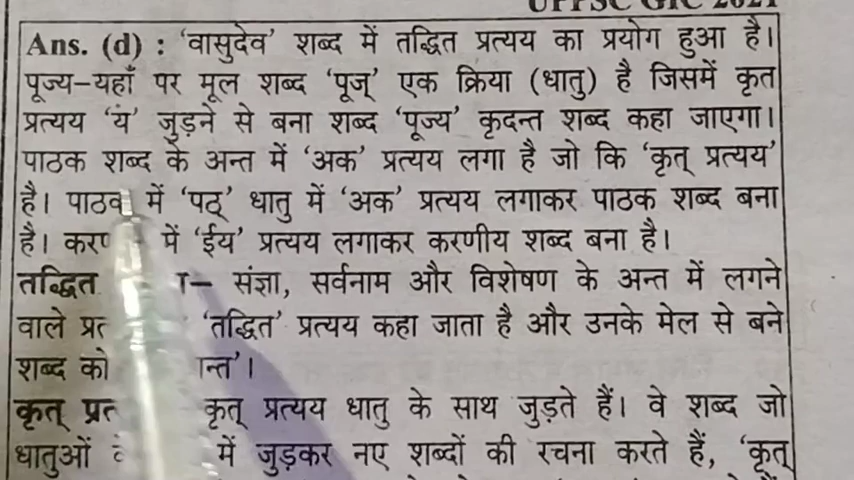 UPPSC GIC 2021
Ans. (d) : 'वासुदेव' शब्द में तद्धित प्रत्यय का प्रयोग हुआ है।
पूज्य–यहाँ पर मूल शब्द 'पूज्' एक क्रिया (धातु) है जिसमें कृत
प्रत्यय 'यं' जुड़ने से बना शब्द 'पूज्य' कृदन्त शब्द कहा जाएगा।
पाठक शब्द के अन्त में 'अक' प्रत्यय लगा है जो कि 'कृत् प्रत्यय'
है। में 'पठ्' धातु में 'अक' प्रत्यय लगाकर पाठक शब्द बना
है। में 'ईय' प्रत्यय लगाकर करणीय शब्द बना है।
तद्धित – संज्ञा, सर्वनाम और विशेषण के अन्त में लगने
वाले 'तद्धित' प्रत्यय कहा जाता है और उनके मेल से बने
शब्द को
कृत् कृत् प्रत्यय धातु के साथ जुड़ते हैं। वे शब्द जो
धातुओं में जुड़कर नए शब्दों की रचना करते हैं, 'कृत्